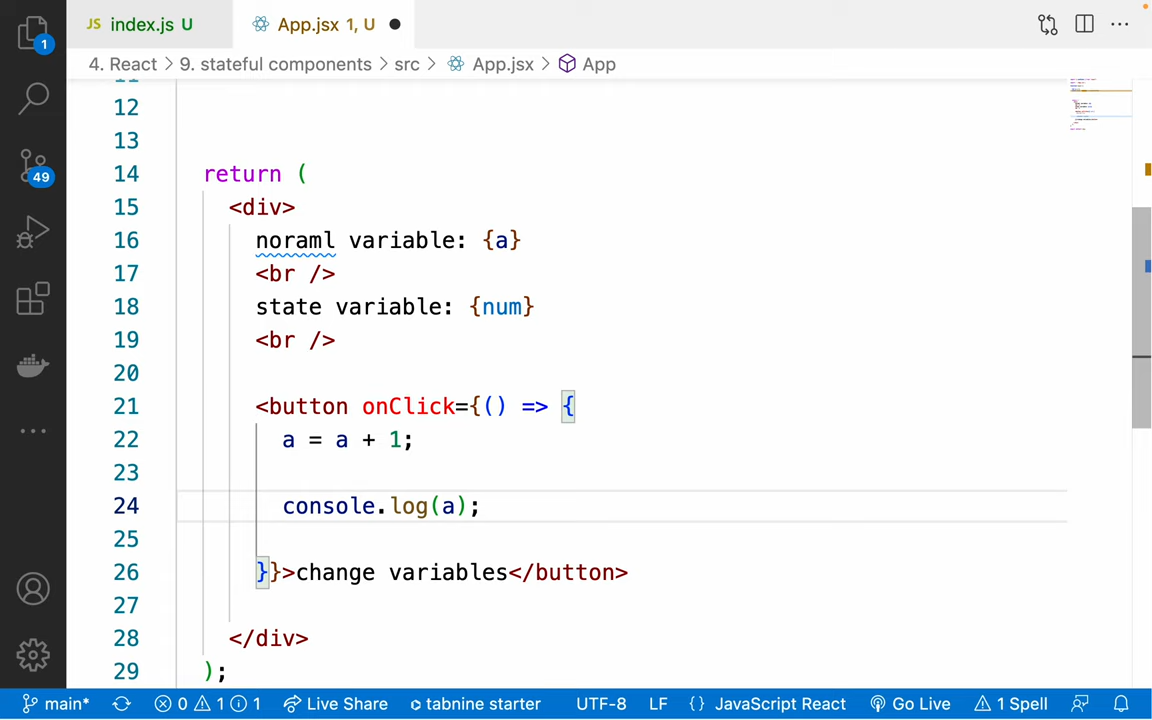 JS index.js U
App.jsx 1, U
1
4. React > 9. stateful components > src > App.jsx > App
12
13
14 return (
15 <div>
16 noraml variable: {a}
17 <br />
18 state variable: {num}
19 <br />
20
21 <button onClick={() => {
22 a = a + 1;
23
24 console.log(a);
25
26 }}>change variables</button>
27
28 </div>
29 );
49
main* 0 1 1 Live Share tabnine starter UTF-8 LF {} JavaScript React Go Live 1 Spell